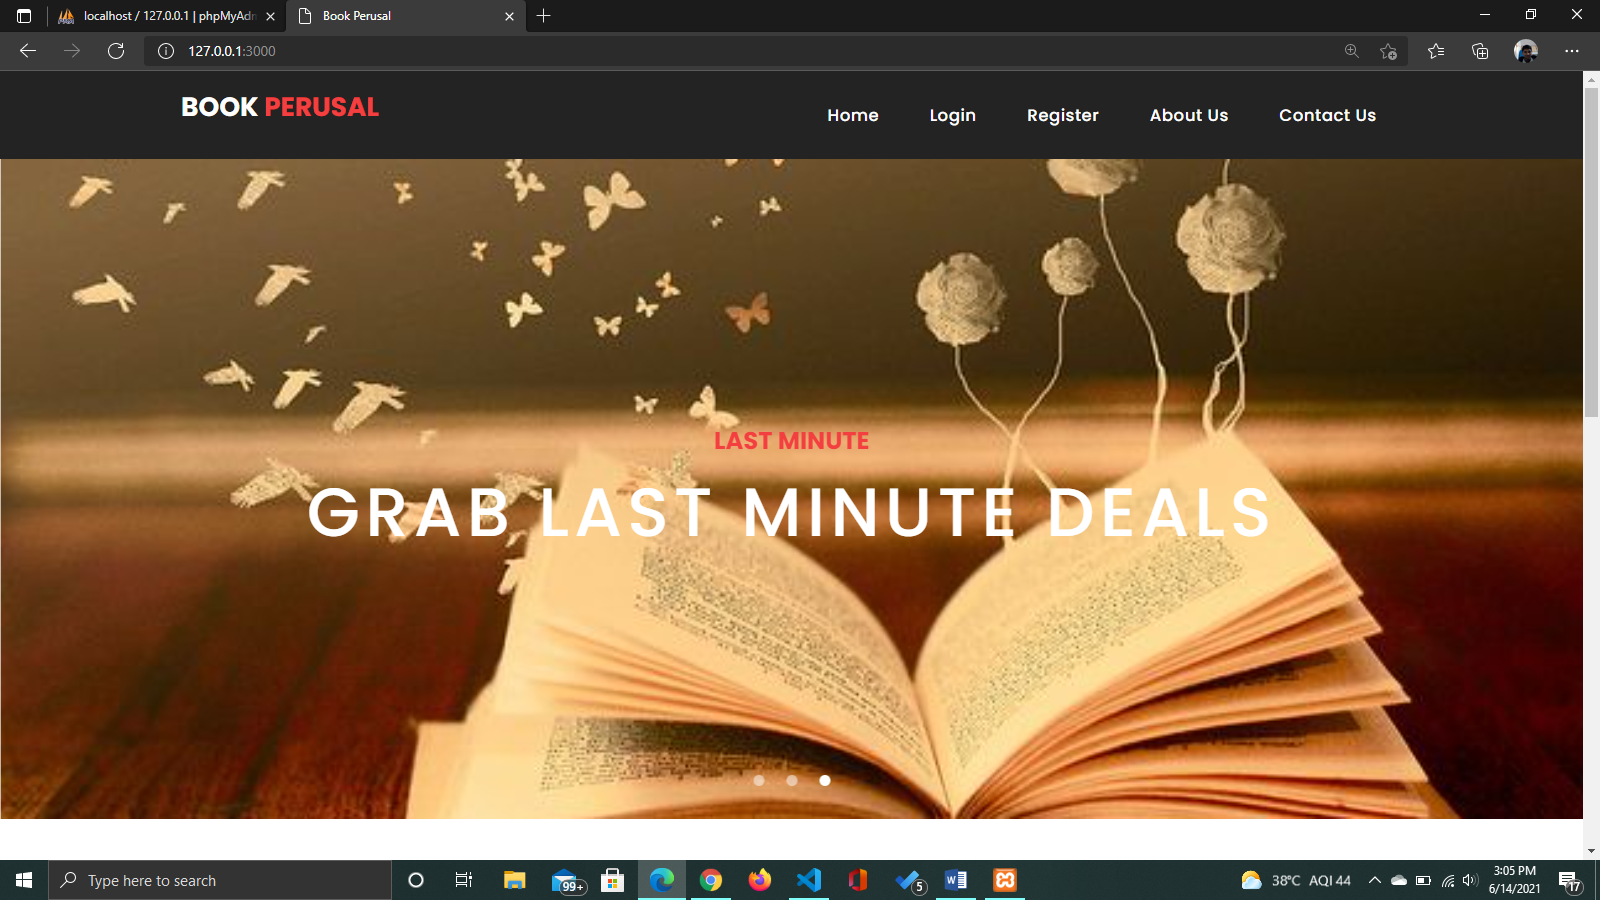 localhost / 127.0.0.1 | phpMyAdm
Book Perusal
127.0.0.1:3000
BOOK PERUSAL
Home
Login
Register
About Us
Contact Us
LAST MINUTE
GRAB LAST MINUTE DEALS
Type here to search
99+
5
38°C AQI 44
3:05 PM
6/14/2021
17